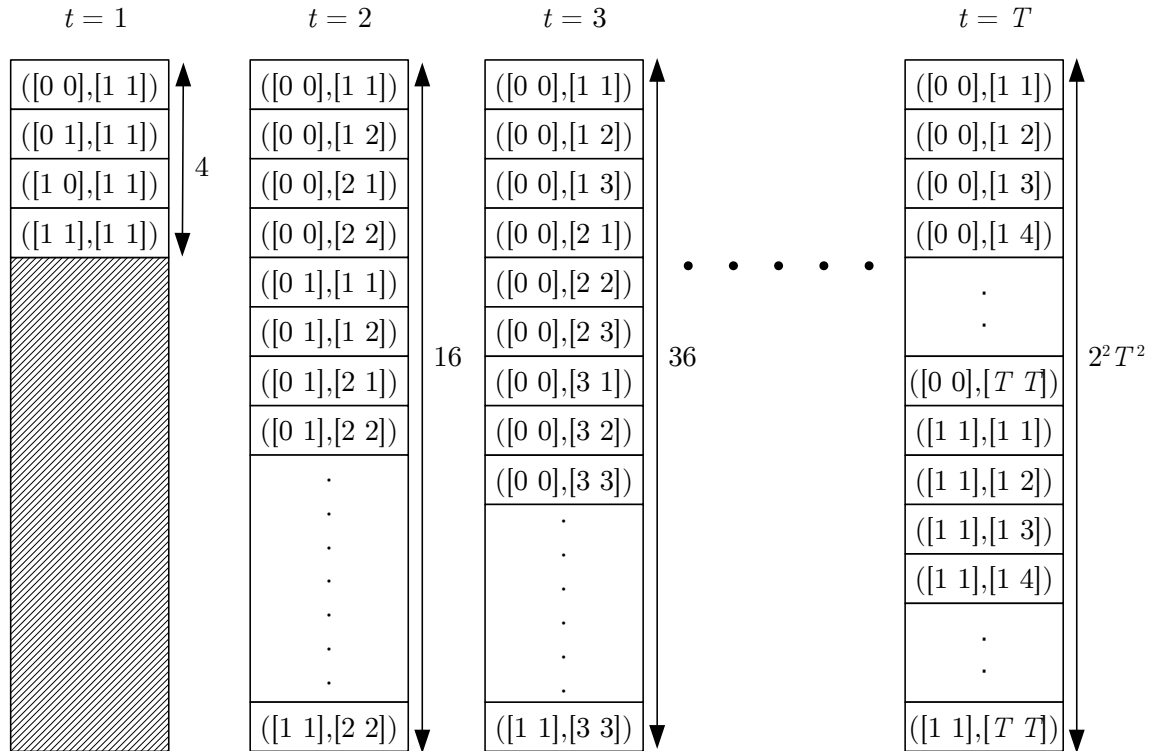 t = 1
([0 0],[1 1])
([0 1],[1 1])
([1 0],[1 1])
([1 1],[1 1])
4
t = 2
([0 0],[1 1])
([0 0],[1 2])
([0 0],[2 1])
([0 0],[2 2])
([0 1],[1 1])
([0 1],[1 2])
([0 1],[2 1])
([0 1],[2 2])
([1 1],[2 2])
16
t = 3
([0 0],[1 1])
([0 0],[1 2])
([0 0],[1 3])
([0 0],[2 1])
([0 0],[2 2])
([0 0],[2 3])
([0 0],[3 1])
([0 0],[3 2])
([0 0],[3 3])
([1 1],[3 3])
36
t = T
([0 0],[1 1])
([0 0],[1 2])
([0 0],[1 3])
([0 0],[1 4])
([0 0],[T T])
([1 1],[1 1])
([1 1],[1 2])
([1 1],[1 3])
([1 1],[1 4])
([1 1],[T T])
2²T²